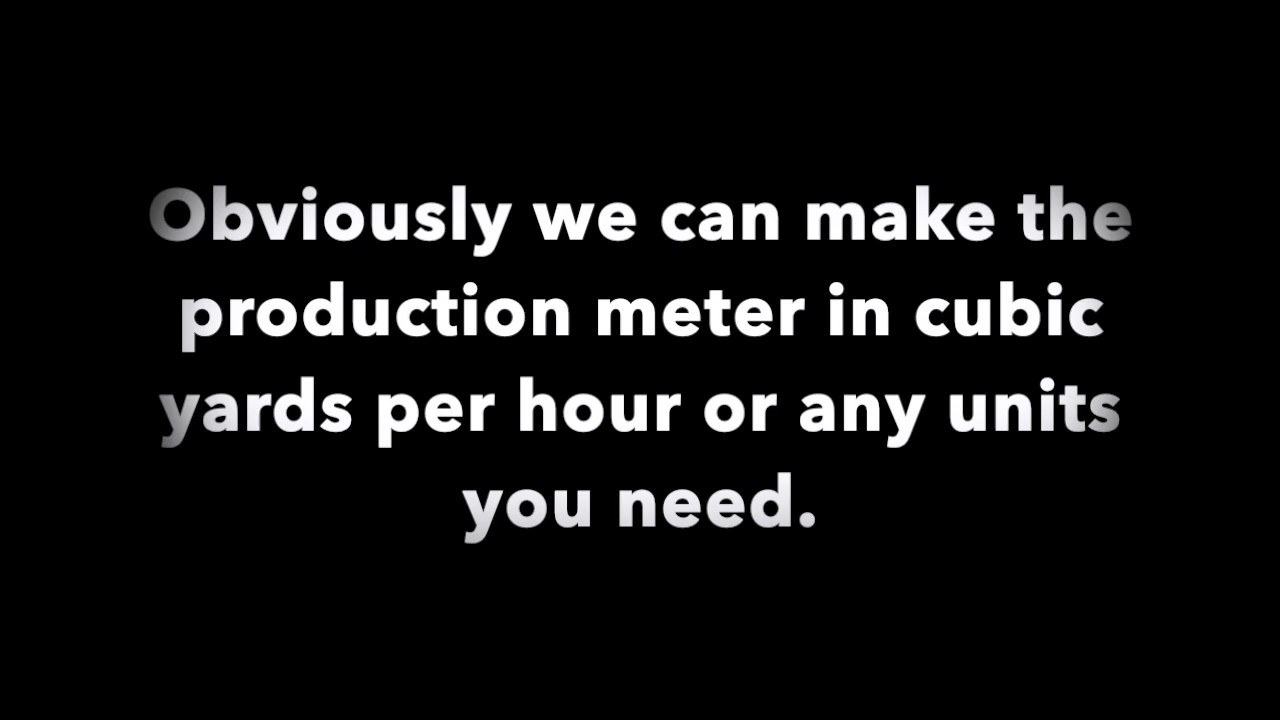 Obviously we can make the
production meter in cubic
yards per hour or any units
you need.